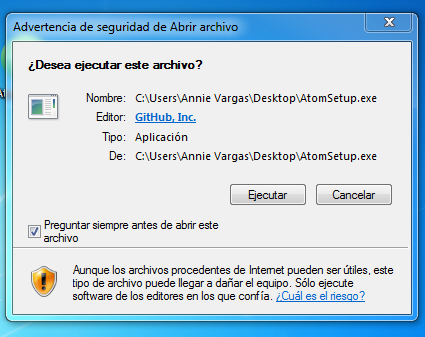 Advertencia de seguridad de Abrir archivo
¿Desea ejecutar este archivo?
Nombre: C:\Users\Annie Vargas\Desktop\AtomSetup.exe
Editor: GitHub, Inc.
Tipo: Aplicación
De: C:\Users\Annie Vargas\Desktop\AtomSetup.exe
Ejecutar Cancelar
Preguntar siempre antes de abrir este
archivo
Aunque los archivos procedentes de Internet pueden ser útiles, este
tipo de archivo puede llegar a dañar el equipo. Sólo ejecute
software de los editores en los que confía. ¿Cuál es el riesgo?